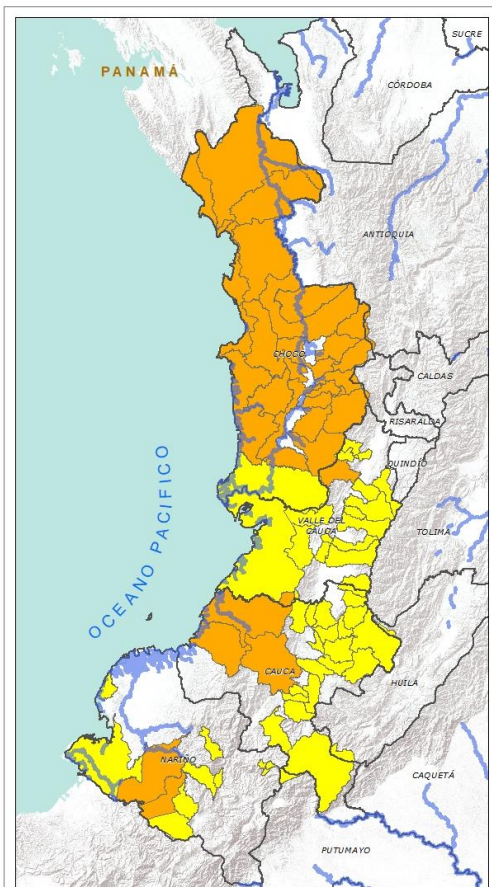 SUCRE
PANAMÁ
CÓRDOBA
ANTIOQUIA
CHOCÓ
CALDAS
RISARALDA
QUINDÍO
OCEANO PACIFICO
VALLE DEL
CAUCA
TOLIMA
CAUCA
HUILA
NARIÑO
CAQUETÁ
PUTUMAYO